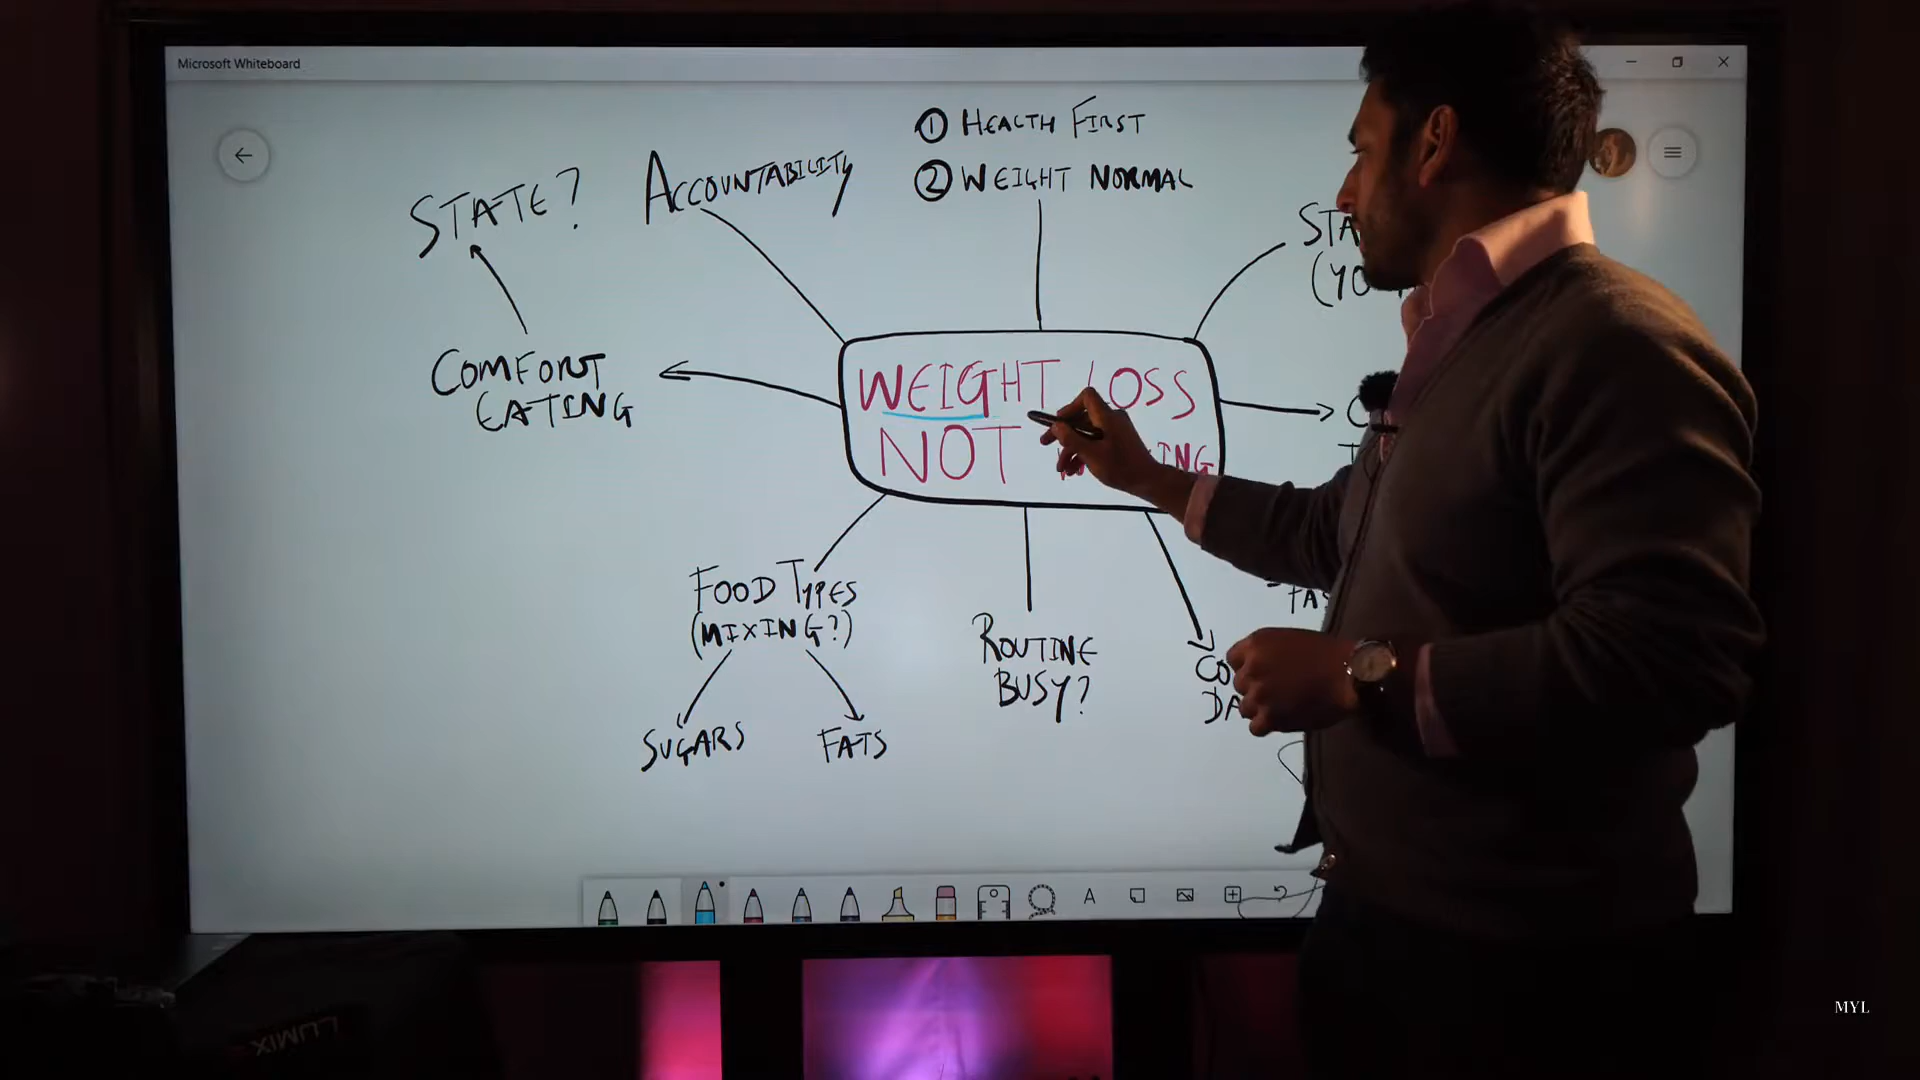 Microsoft Whiteboard
① HEALTH FIRST
② WEIGHT NORMAL
STATE?
ACCOUNTABILITY
COMFORT
EATING
WEIGHT LOSS
NOT
FOOD TYPES
(MIXING?)
SUGARS
FATS
ROUTINE
BUSY?
A
LUMIX
MYL